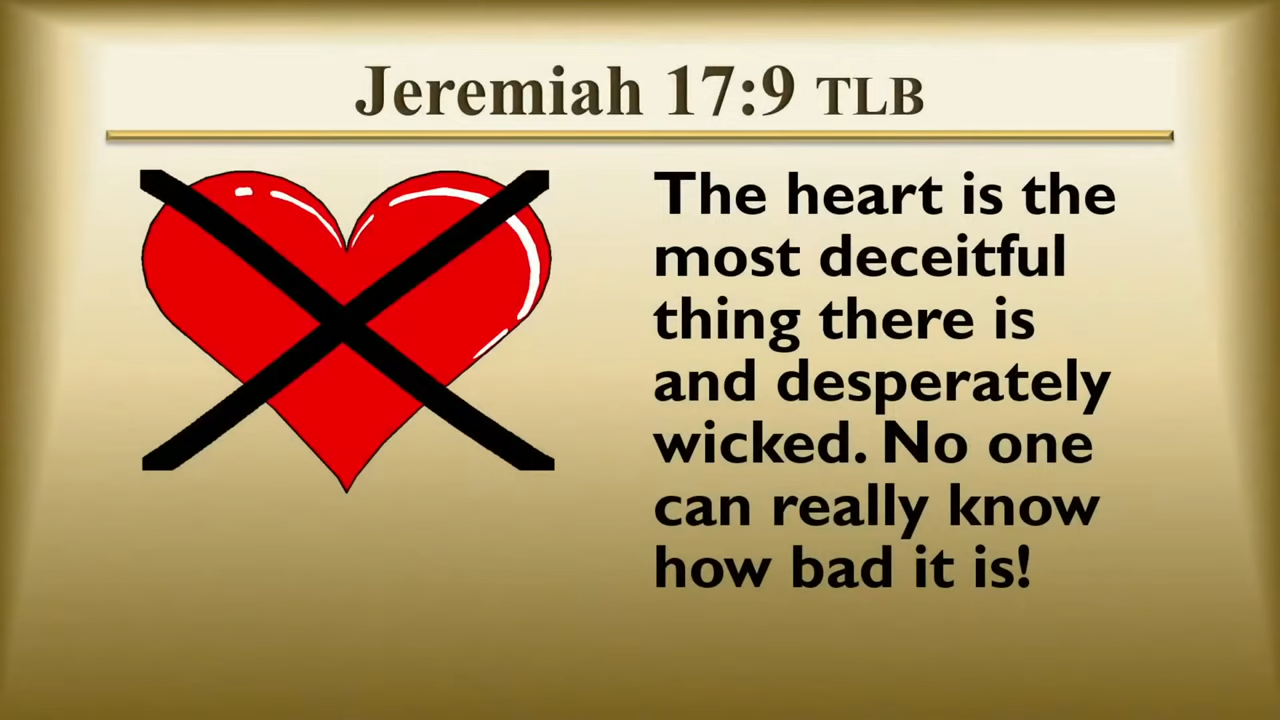 Jeremiah 17:9 TLB
The heart is the
most deceitful
thing there is
and desperately
wicked. No one
can really know
how bad it is!